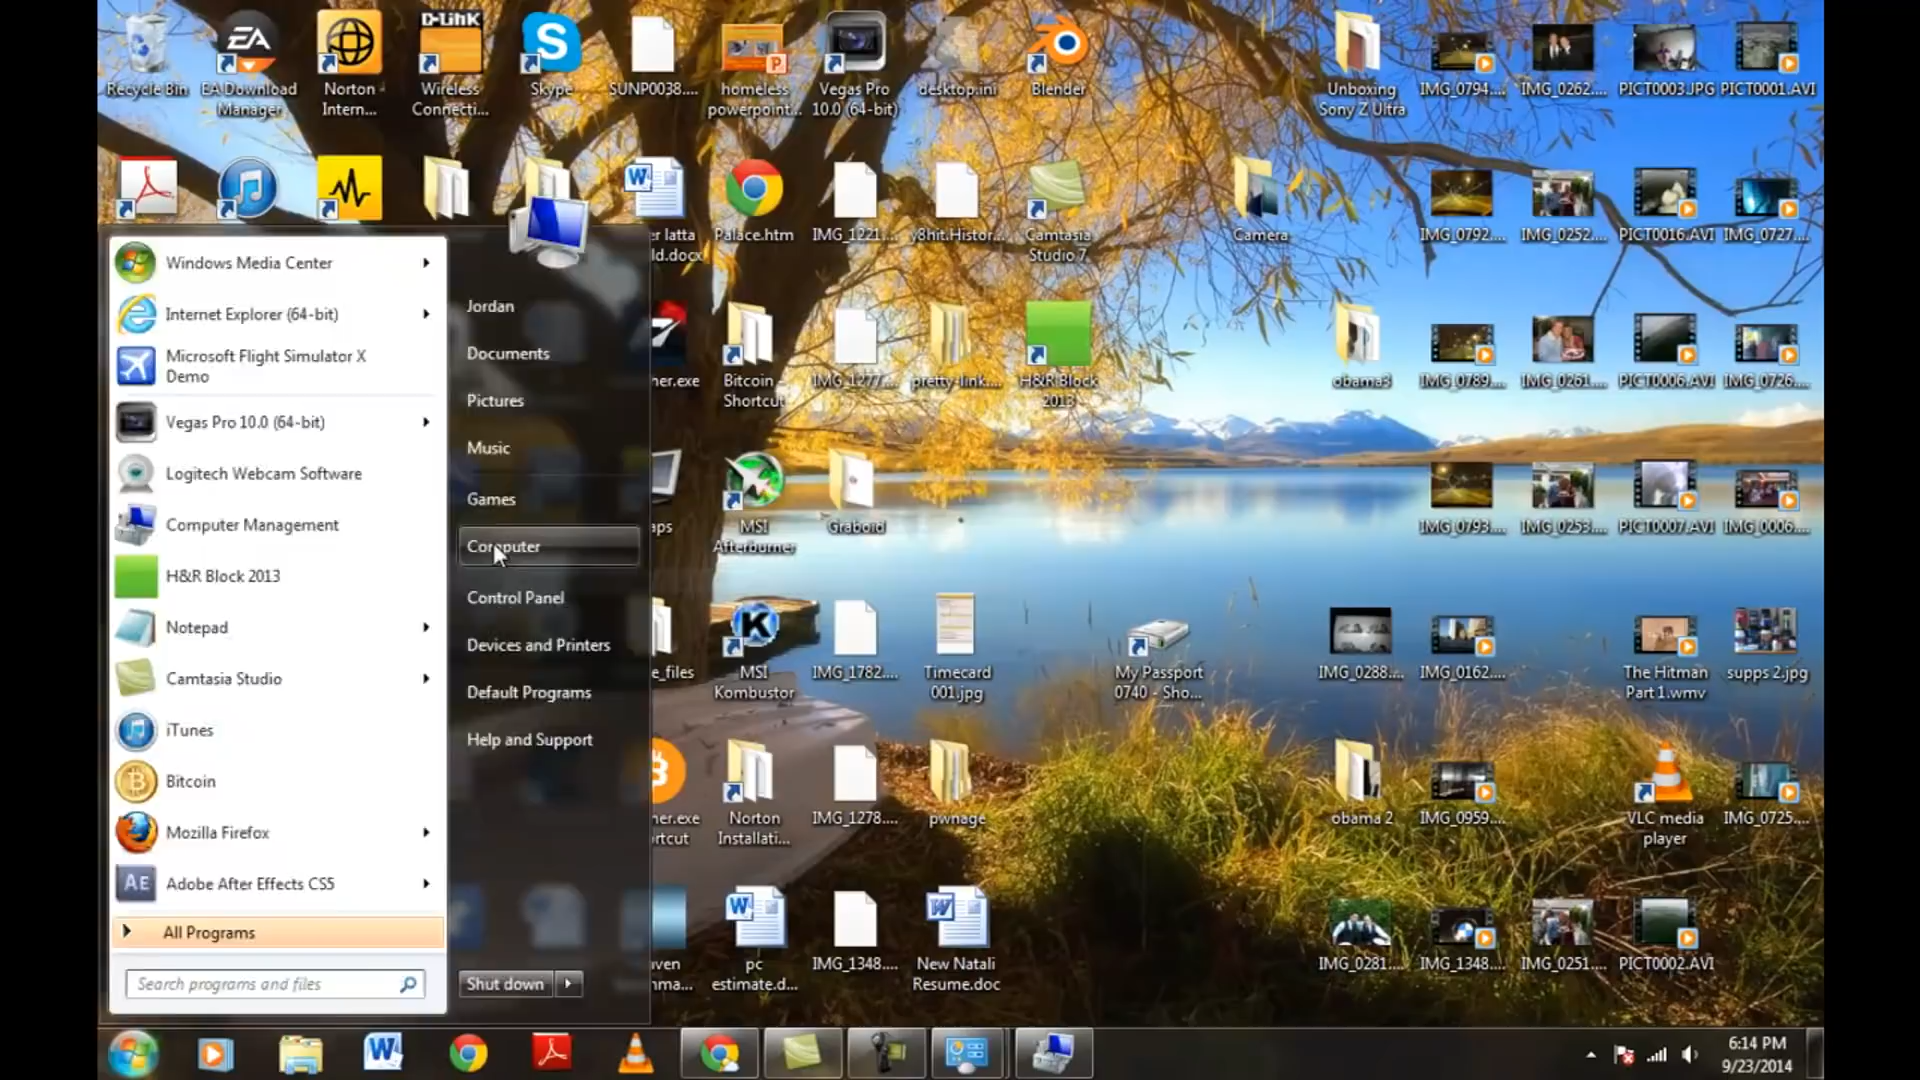 Recycle Bin
EA Download
Manager
Norton
Intern...
D-Link
Wireless
Connecti...
Skype
SUNP0038....
homeless
powerpoint...
Vegas Pro
10.0 (64-bit)
desktop.ini
Blender
Unboxing
Sony Z Ultra
IMG_0794....
IMG_0262....
PICT0003.JPG
PICT0001.AVI
er latta
ld.docx
Palace.htm
IMG_1221....
y8hit.Histor...
Camtasia
Studio 7
Camera
IMG_0792....
IMG_0252....
PICT0016.AVI
IMG_0727....
Windows Media Center
Internet Explorer (64-bit)
Microsoft Flight Simulator X
Demo
Vegas Pro 10.0 (64-bit)
Logitech Webcam Software
Computer Management
H&R Block 2013
Notepad
Camtasia Studio
iTunes
Bitcoin
Mozilla Firefox
Adobe After Effects CS5
All Programs
Search programs and files
Jordan
Documents
Pictures
Music
Games
Computer
Control Panel
Devices and Printers
Default Programs
Help and Support
Shut down
ner.exe
Bitcoin -
Shortcut
IMG_1277....
pretty-link....
H&R Block
2013
obama3
IMG_0789....
IMG_0261....
PICT0006.AVI
IMG_0726....
aps
MSI
Afterburner
Graboid
IMG_0793....
IMG_0253....
PICT0007.AVI
IMG_0006....
e_files
MSI
Kombustor
IMG_1782....
Timecard
001.jpg
My Passport
0740 - Sho...
IMG_0288....
IMG_0162....
The Hitman
Part 1.wmv
supps 2.jpg
ner.exe
ortcut
Norton
Installati...
IMG_1278....
pwnage
obama 2
IMG_0959....
VLC media
player
IMG_0725....
aven
ma...
pc
estimate.d...
IMG_1348....
New Natali
Resume.doc
IMG_0281....
IMG_1348....
IMG_0251....
PICT0002.AVI
6:14 PM
9/23/2014